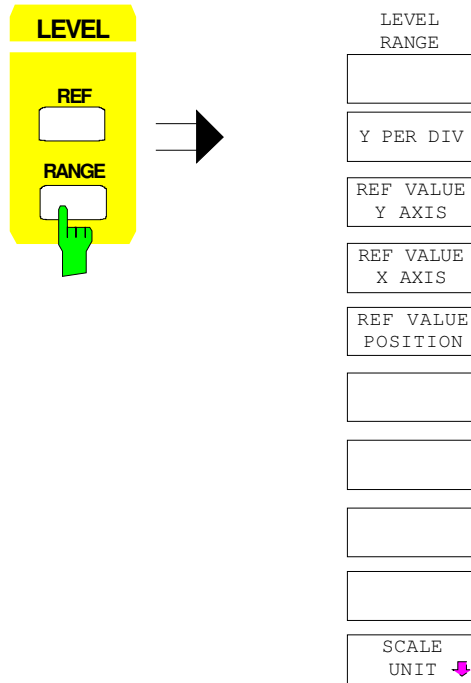 LEVEL
REF
RANGE
LEVEL
RANGE
Y PER DIV
REF VALUE
Y AXIS
REF VALUE
X AXIS
REF VALUE
POSITION
SCALE
UNIT